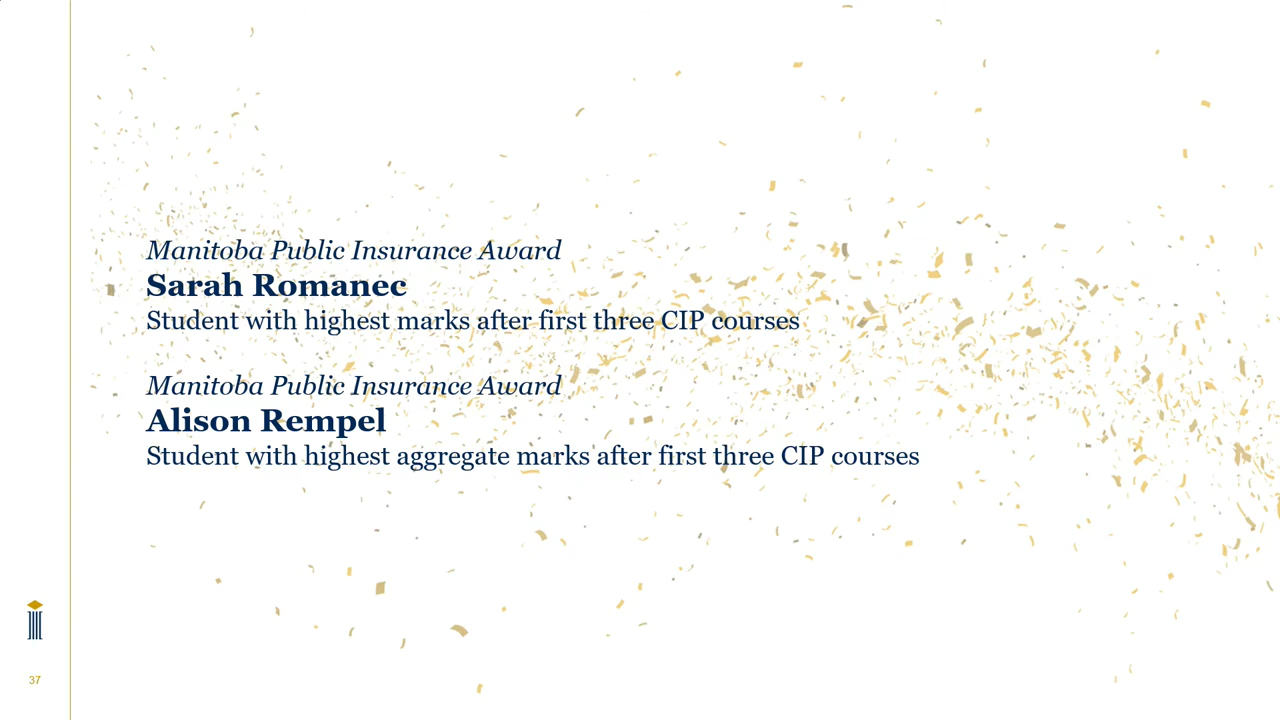 Manitoba Public Insurance Award
Sarah Romanec
Student with highest marks after first three CIP courses
Manitoba Public Insurance Award
Alison Rempel
Student with highest aggregate marks after first three CIP courses
37